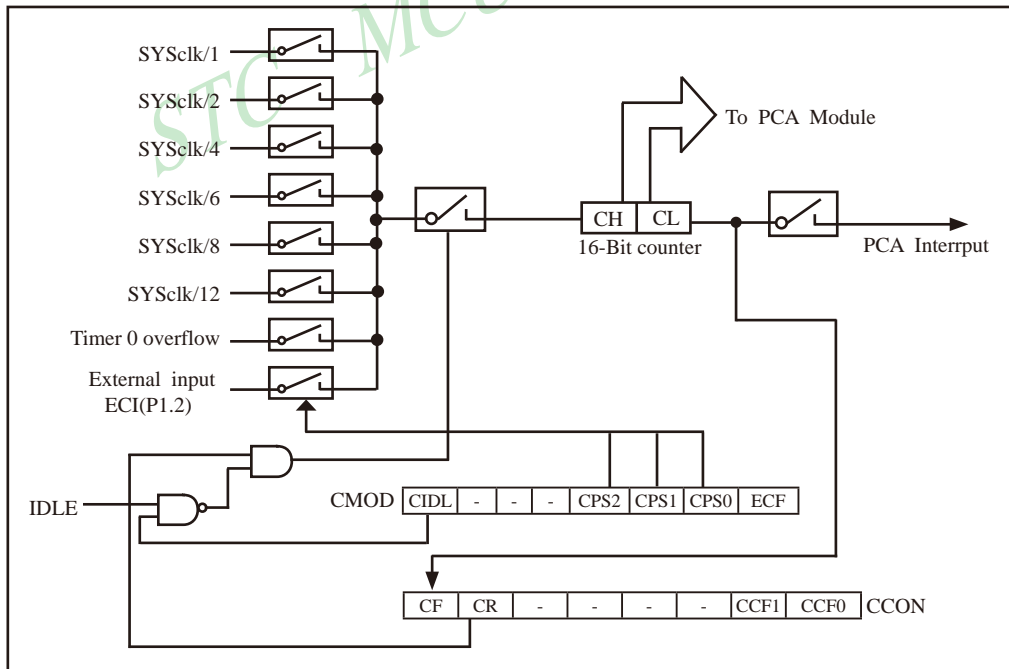 STC MCU
SYSclk/1
SYSclk/2
SYSclk/4
SYSclk/6
SYSclk/8
SYSclk/12
Timer 0 overflow
External input
ECI(P1.2)
To PCA Module
CH CL
16-Bit counter
PCA Interrput
IDLE
CMOD CIDL - - - CPS2 CPS1 CPS0 ECF
CF CR - - - - CCF1 CCF0 CCON